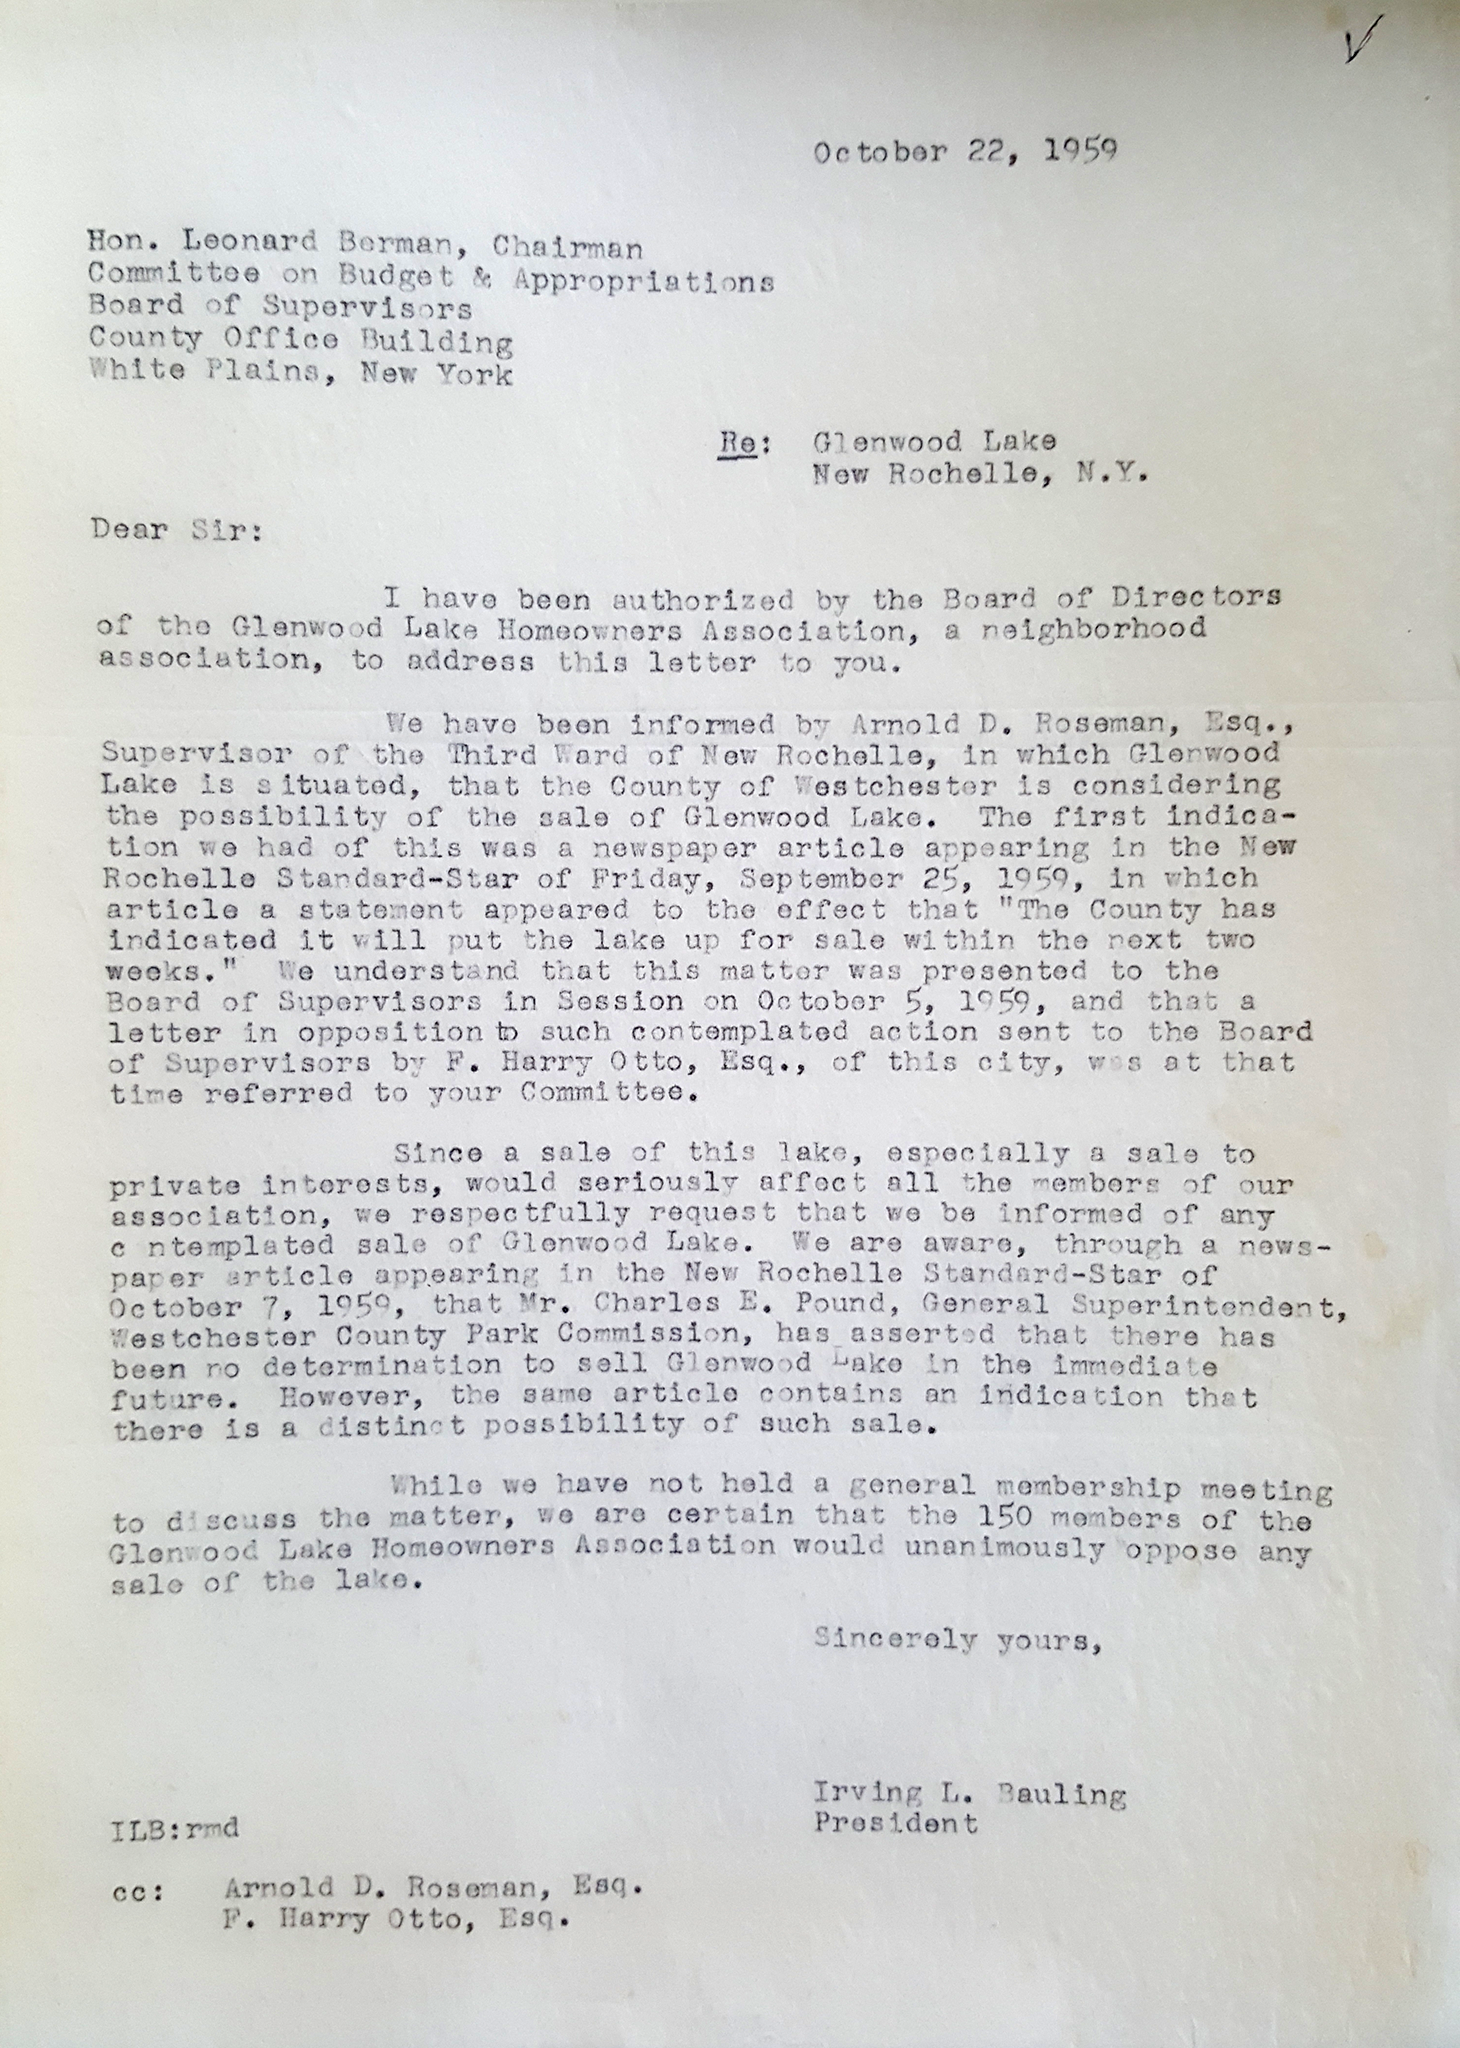 October 22, 1959
Hon. Leonard Berman, Chairman
Committee on Budget & Appropriations
Board of Supervisors
County Office Building
White Plains, New York
Re: Glenwood Lake
New Rochelle, N.Y.
Dear Sir:
I have been authorized by the Board of Directors
of the Glenwood Lake Homeowners Association, a neighborhood
association, to address this letter to you.
We have been informed by Arnold D. Roseman, Esq.,
Supervisor of the Third Ward of New Rochelle, in which Glenwood
Lake is situated, that the County of Westchester is considering
the possibility of the sale of Glenwood Lake. The first indica-
tion we had of this was a newspaper article appearing in the New
Rochelle Standard-Star of Friday, September 25, 1959, in which
article a statement appeared to the effect that "The County has
indicated it will put the lake up for sale within the next two
weeks." We understand that this matter was presented to the
Board of Supervisors in Session on October 5, 1959, and that a
letter in opposition to such contemplated action sent to the Board
of Supervisors by F. Harry Otto, Esq., of this city, was at that
time referred to your Committee.
Since a sale of this lake, especially a sale to
private interests, would seriously affect all the members of our
association, we respectfully request that we be informed of any
c ntemplated sale of Glenwood Lake. We are aware, through a news-
paper article appearing in the New Rochelle Standard-Star of
October 7, 1959, that Mr. Charles E. Pound, General Superintendent,
Westchester County Park Commission, has asserted that there has
been no determination to sell Glenwood Lake in the immediate
future. However, the same article contains an indication that
there is a distinct possibility of such sale.
While we have not held a general membership meeting
to discuss the matter, we are certain that the 150 members of the
Glenwood Lake Homeowners Association would unanimously oppose any
sale of the lake.
Sincerely yours,
Irving L. Bauling
President
ILB:rmd
cc: Arnold D. Roseman, Esq.
F. Harry Otto, Esq.